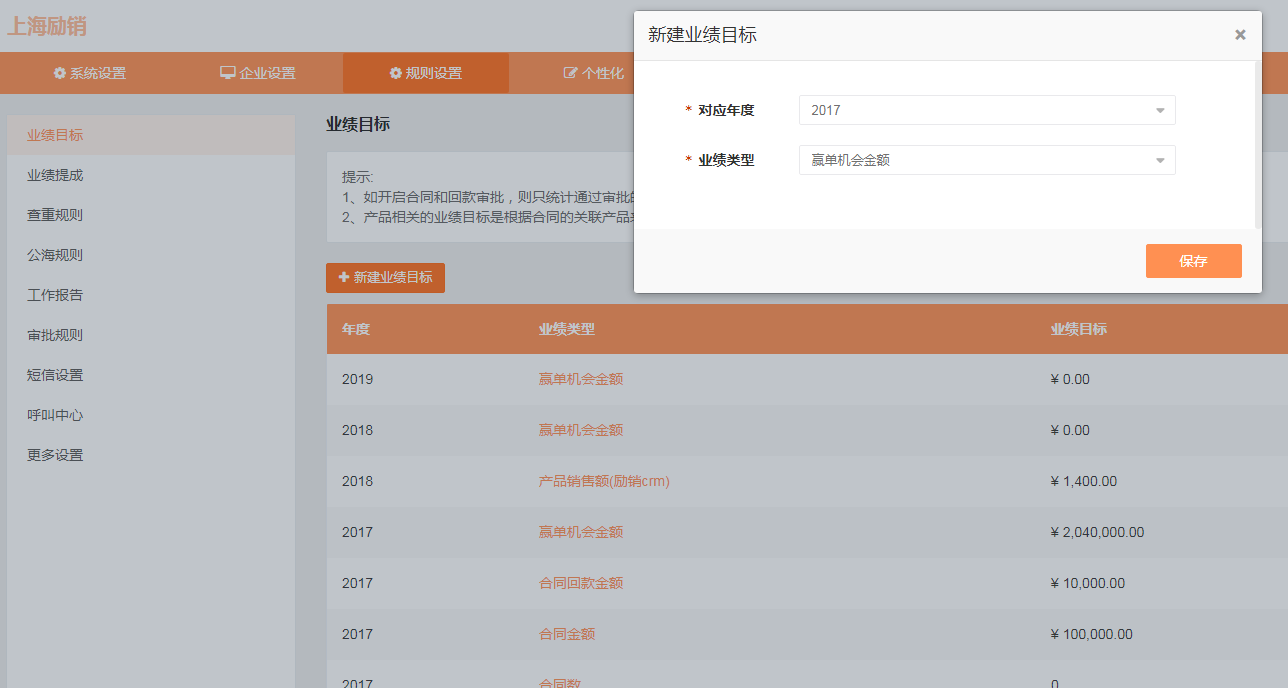 上海励销
系统设置 企业设置 规则设置 个性化
新建业绩目标 ×
* 对应年度 2017
* 业绩类型 赢单机会金额
保存
业绩目标
业绩提成
查重规则
公海规则
工作报告
审批规则
短信设置
呼叫中心
更多设置
业绩目标
提示:
1、如开启合同和回款审批，则只统计通过审批的
2、产品相关的业绩目标是根据合同的关联产品
新建业绩目标
年度 业绩类型 业绩目标
2019 赢单机会金额 ¥ 0.00
2018 赢单机会金额 ¥ 0.00
2018 产品销售额(励销crm) ¥ 1,400.00
2017 赢单机会金额 ¥ 2,040,000.00
2017 合同回款金额 ¥ 10,000.00
2017 合同金额 ¥ 100,000.00
2017 合同数 0